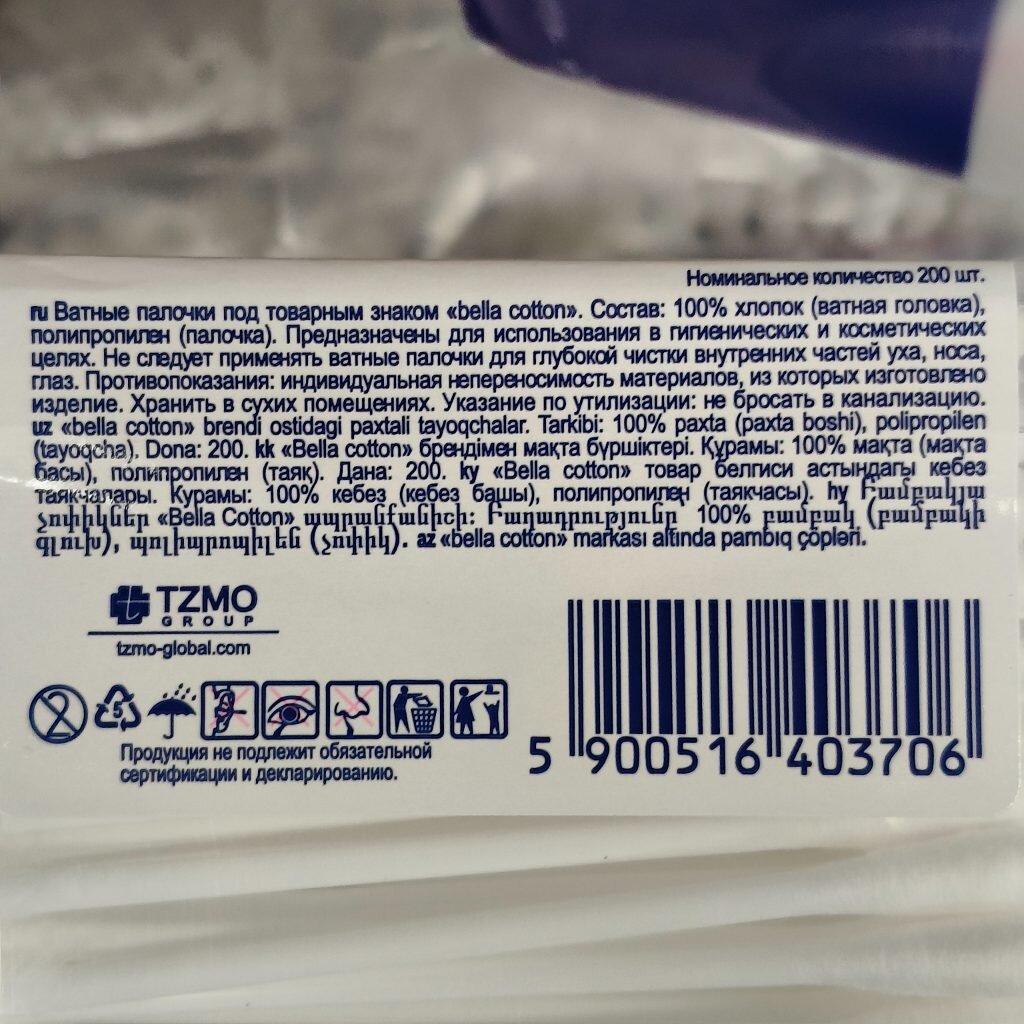 Номинальное количество 200 шт.
ru Ватные палочки под товарным знаком «bella cotton». Состав: 100% хлопок (ватная головка),
полипропилен (палочка). Предназначены для использования в гигиенических и косметических
целях. Не следует применять ватные палочки для глубокой чистки внутренних частей уха, носа,
глаз. Противопоказания: индивидуальная непереносимость материалов, из которых изготовлено
изделие. Хранить в сухих помещениях. Указание по утилизации: не бросать в канализацию.
uz «bella cotton» brendi ostidagi paxtali tayoqchalar. Tarkibi: 100% paxta (paxta boshi), polipropilen
(tayoqcha). Dona: 200. kk «Bella cotton» брендімен мақта бүршіктері. Құрамы: 100% мақта (мақта
басы), полипропилен (таяқ). Дана: 200. ky «Bella cotton» товар белгиси астындагы кебез
таякчалары. Курамы: 100% кебез (кебез башы), полипропилен (таякчасы). hy Բամբակյա
չոփիկներ «Bella Cotton» ապրանքանիշի: Բաղադրությունը 100% բամբակ (բամբակի
գլուխ), պոլիպրոպիլեն (չոփիկ). az «bella cotton» markası altında pambıq çöpləri.
TZMO
GROUP
tzmo-global.com
2
5
Продукция не подлежит обязательной
сертификации и декларированию.
5 900516 403706